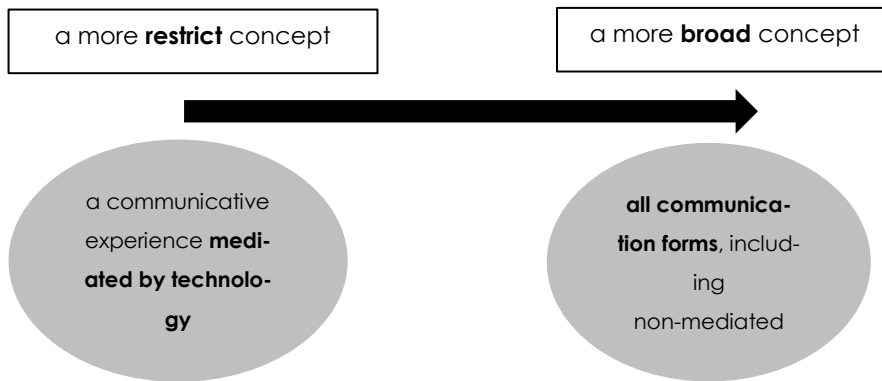 a more restrict concept
a more broad concept
a communicative
experience medi-
ated by technolo-
gy
all communica-
tion forms, includ-
ing
non-mediated